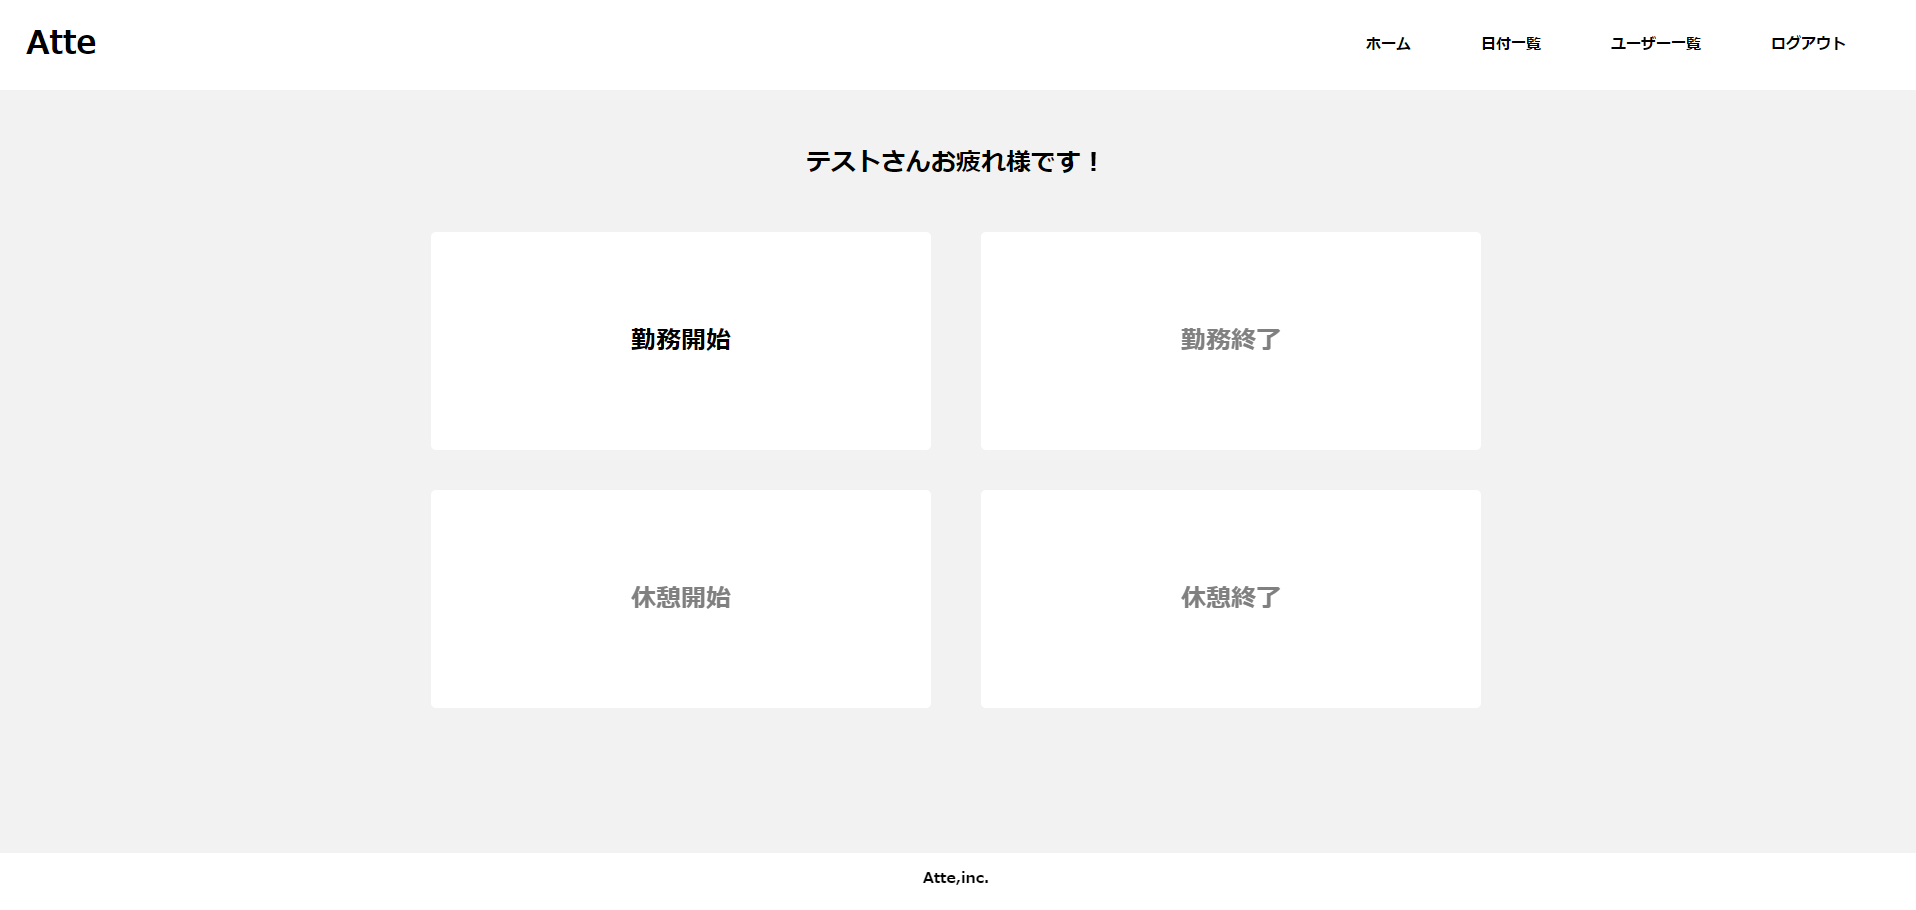 Atte
ホーム 日付一覧 ユーザー一覧 ログアウト
テストさんお疲れ様です！
勤務開始 勤務終了
休憩開始 休憩終了
Atte,inc.